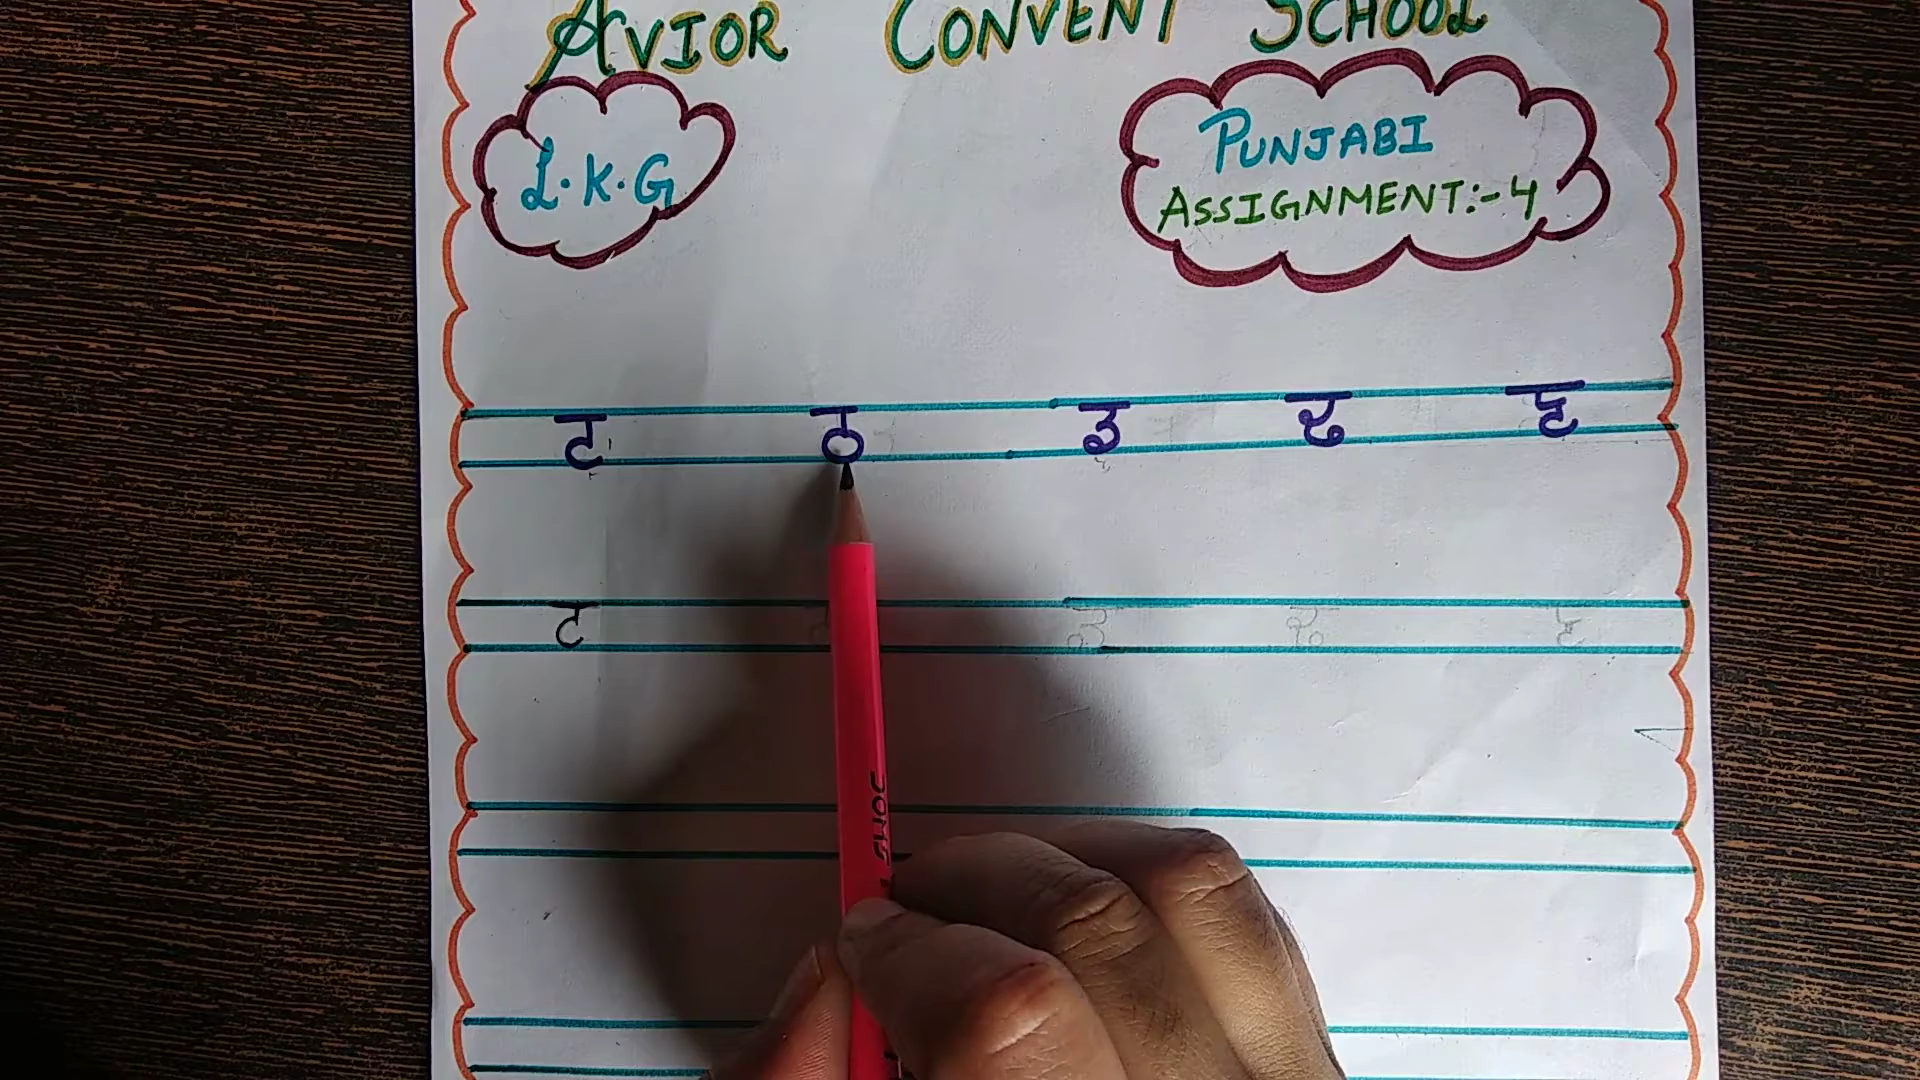 AVIOR CONVENT SCHOOL
L.K.G
PUNJABI
ASSIGNMENT:-4
ਟ ਠ ਡ ਢ ਣ
ਟ